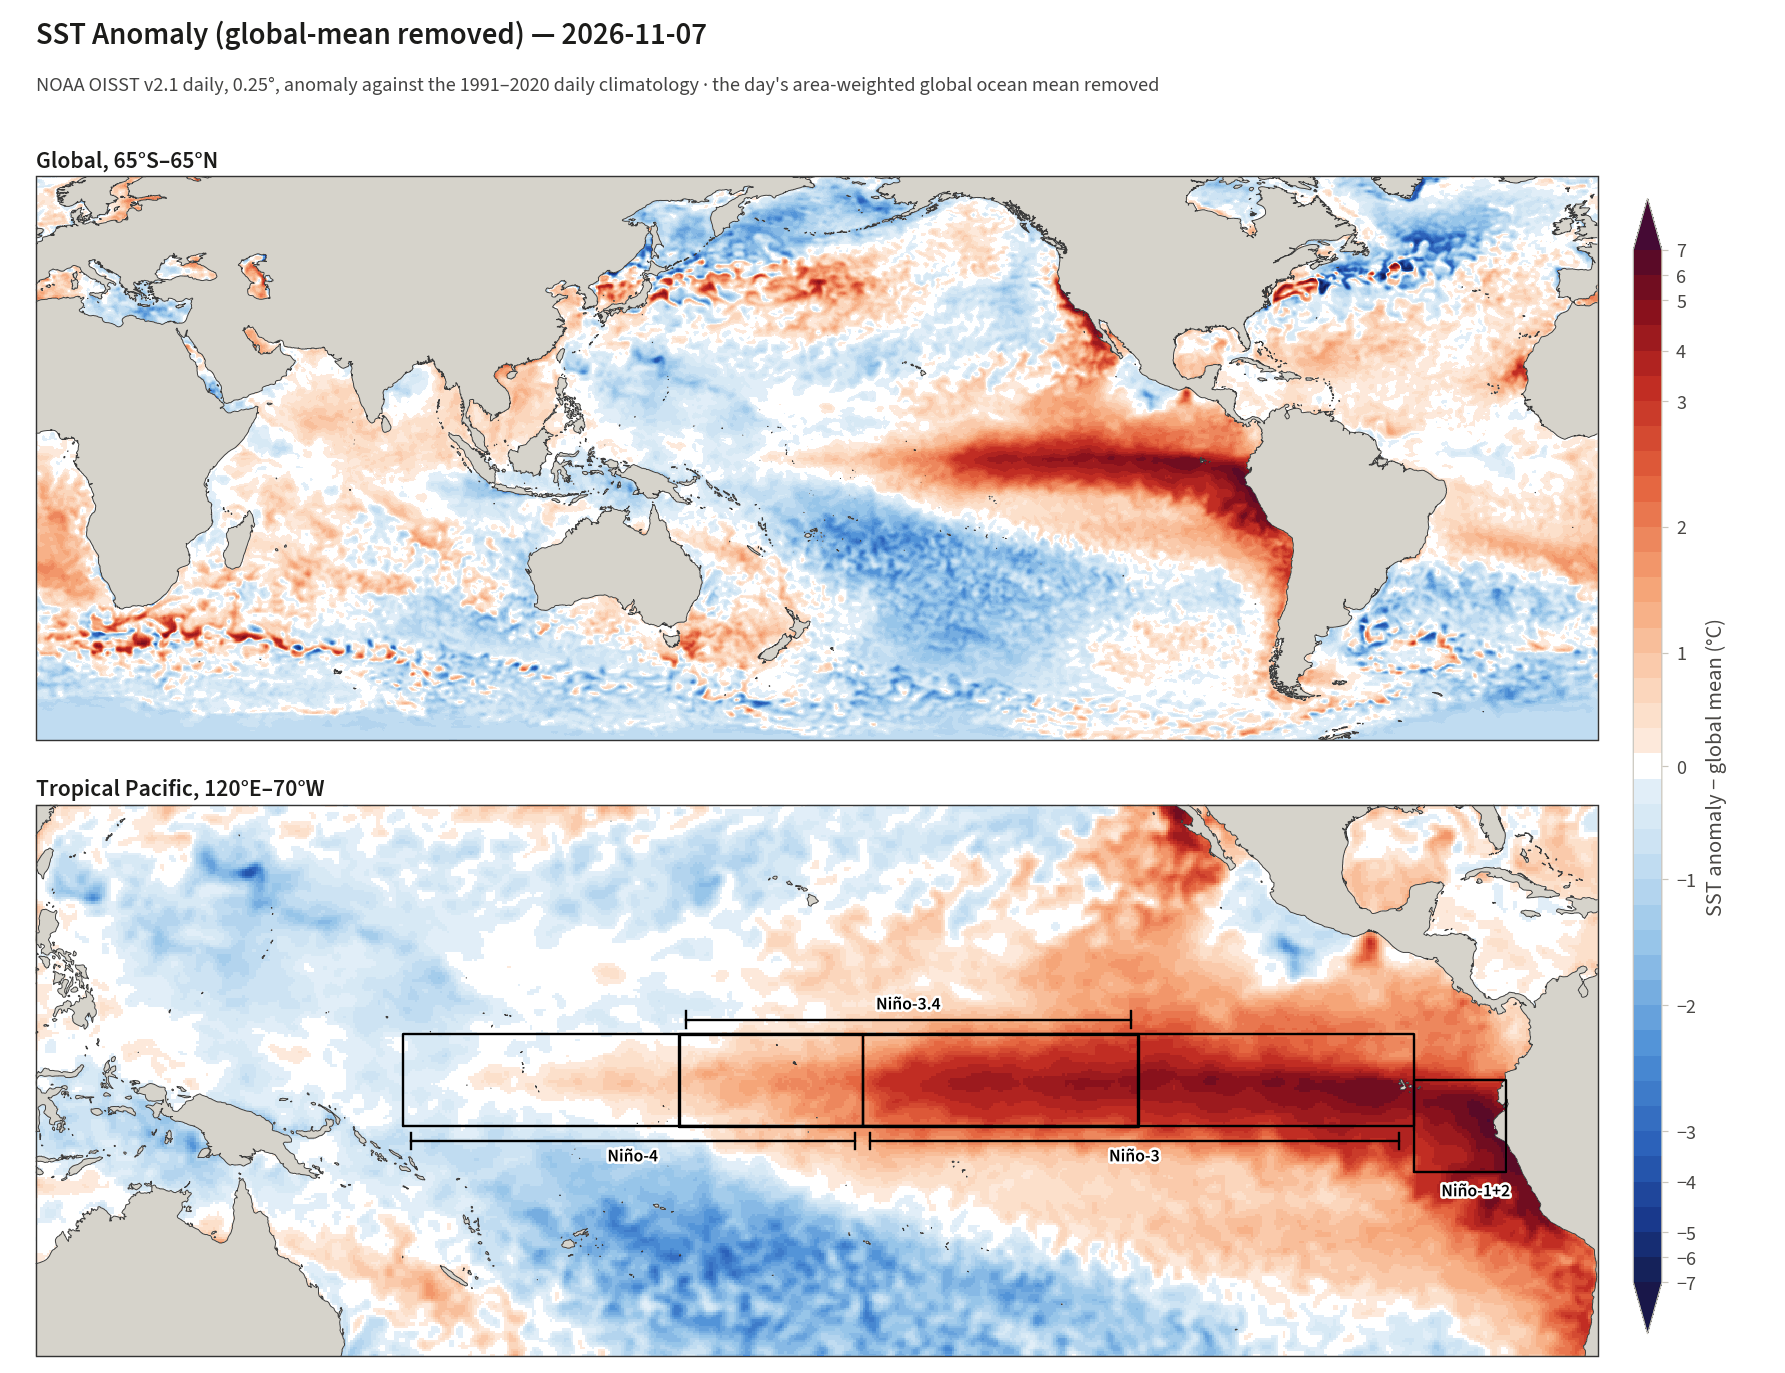 SST Anomaly (global-mean removed) — 2026-11-07
NOAA OISST v2.1 daily, 0.25°, anomaly against the 1991–2020 daily climatology · the day's area-weighted global ocean mean removed
Global, 65°S–65°N
Tropical Pacific, 120°E–70°W
Niño-3.4
Niño-4
Niño-3
Niño-1+2
7
6
5
4
3
2
1
0
−1
−2
−3
−4
−5
−6
−7
SST anomaly − global mean (°C)